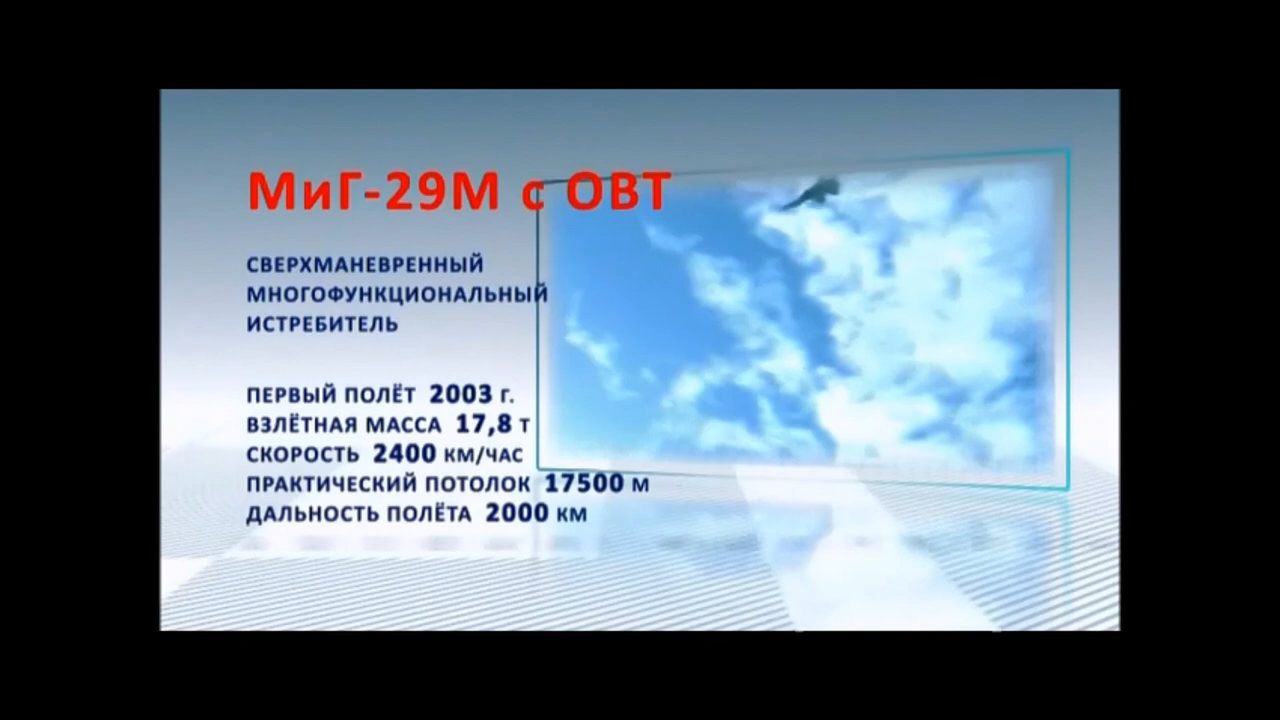 МиГ-29М с ОВТ
СВЕРХМАНЕВРЕННЫЙ
МНОГОФУНКЦИОНАЛЬНЫЙ
ИСТРЕБИТЕЛЬ
ПЕРВЫЙ ПОЛЁТ 2003 г.
ВЗЛЁТНАЯ МАССА 17,8 т
СКОРОСТЬ 2400 км/час
ПРАКТИЧЕСКИЙ ПОТОЛОК 17500 м
ДАЛЬНОСТЬ ПОЛЁТА 2000 км